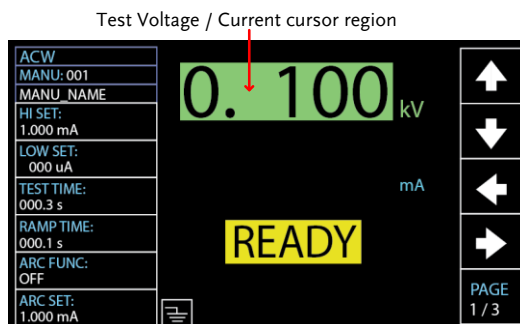 Test Voltage / Current cursor region
ACW
MANU: 001
MANU_NAME
HI SET:
1.000 mA
LOW SET:
000 uA
TEST TIME:
000.3 s
RAMP TIME:
000.1 s
ARC FUNC:
OFF
ARC SET:
1.000 mA
0. 100 kV
mA
READY
PAGE
1 / 3